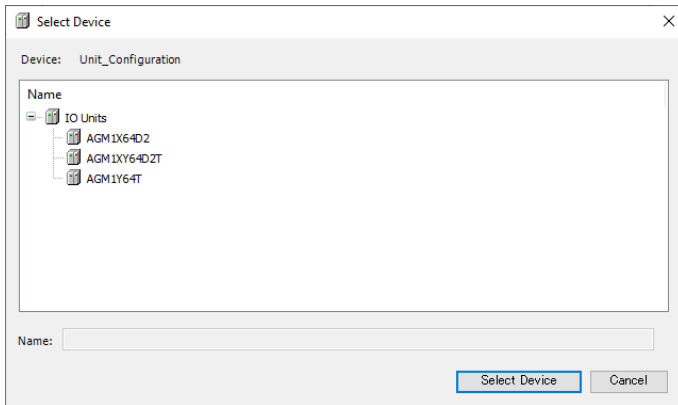 Select Device
Device: Unit_Configuration
Name
IO Units
AGM1X64D2
AGM1XY64D2T
AGM1Y64T
Name:
Select Device Cancel